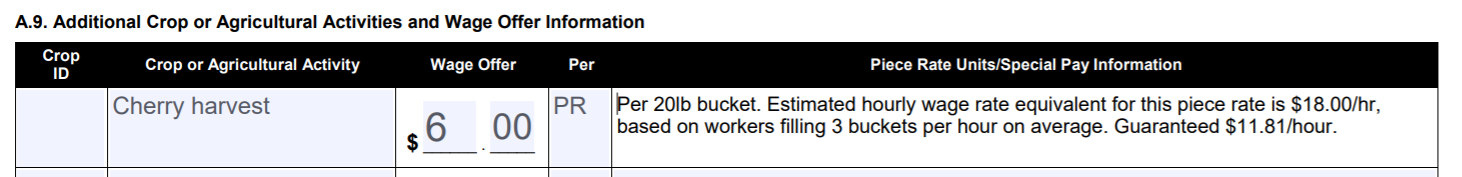 A.9. Additional Crop or Agricultural Activities and Wage Offer Information
Crop ID Crop or Agricultural Activity Wage Offer Per Piece Rate Units/Special Pay Information
Cherry harvest $ 6 . 00 PR Per 20lb bucket. Estimated hourly wage rate equivalent for this piece rate is $18.00/hr,
based on workers filling 3 buckets per hour on average. Guaranteed $11.81/hour.